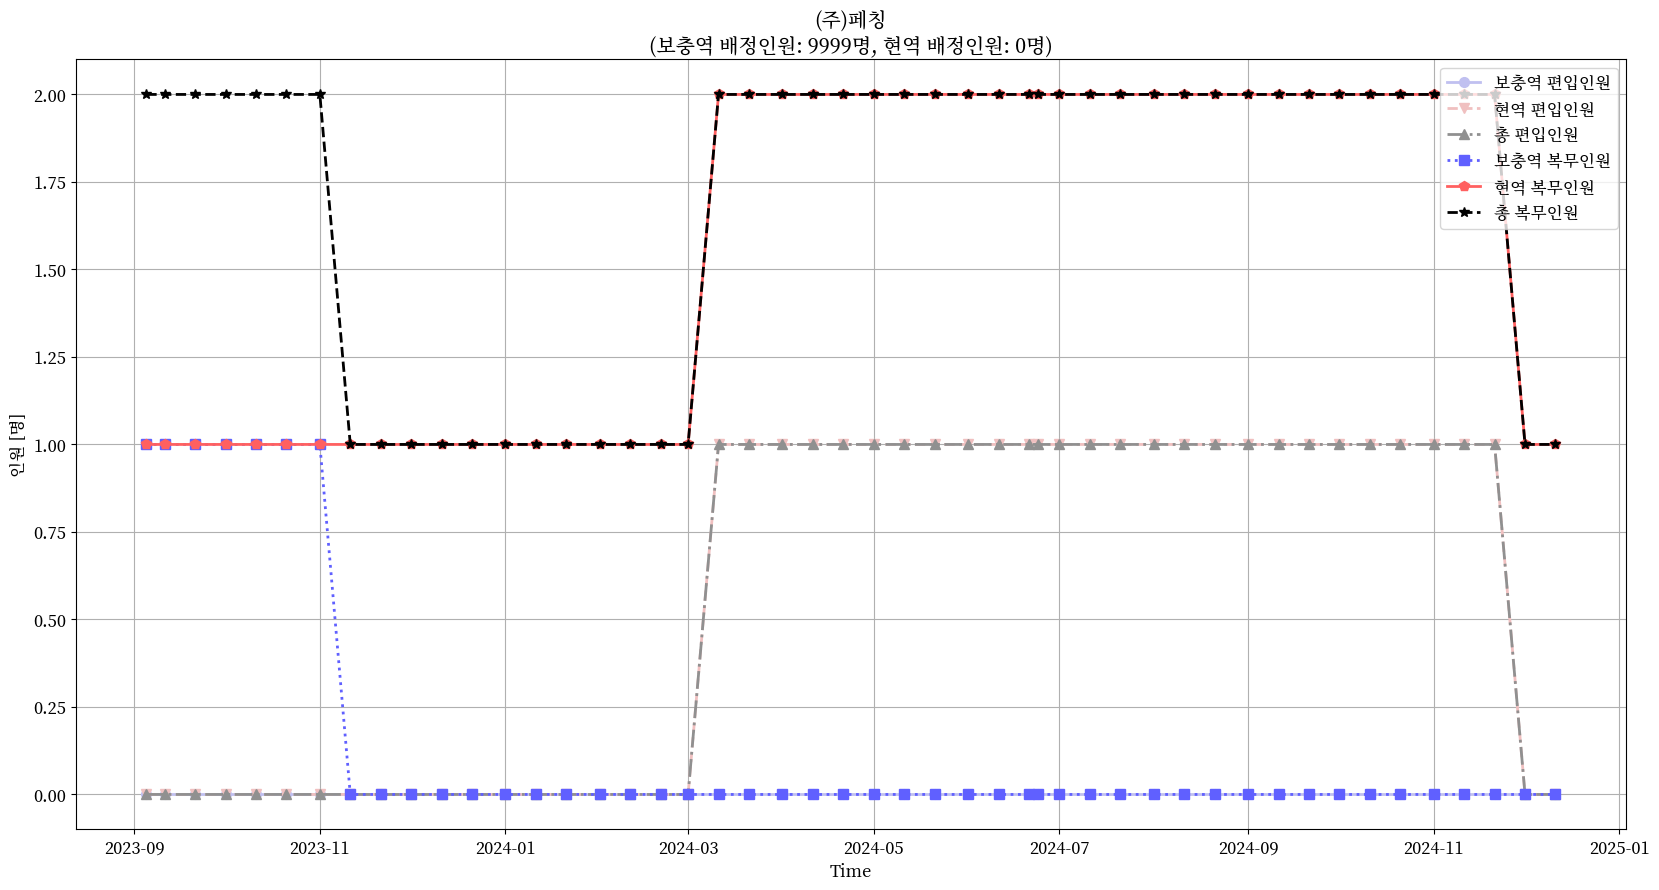 (주)페칭
(보충역 배정인원: 9999명, 현역 배정인원: 0명)
보충역 편입인원
현역 편입인원
총 편입인원
보충역 복무인원
현역 복무인원
총 복무인원
인원 [명]
2.00
1.75
1.50
1.25
1.00
0.75
0.50
0.25
0.00
2023-09
2023-11
2024-01
2024-03
2024-05
2024-07
2024-09
2024-11
2025-01
Time